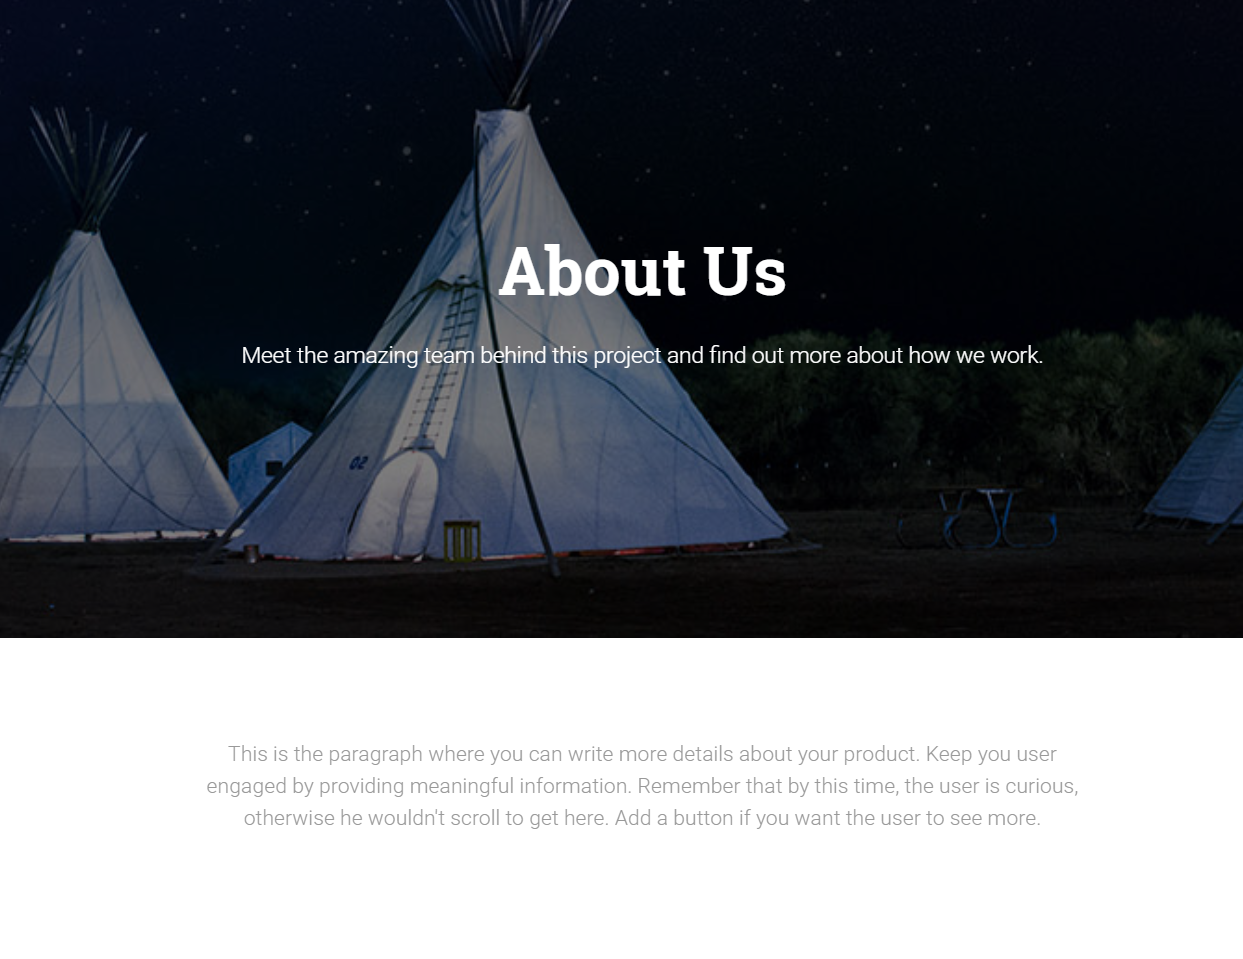 About Us
Meet the amazing team behind this project and find out more about how we work.
02
This is the paragraph where you can write more details about your product. Keep you user
engaged by providing meaningful information. Remember that by this time, the user is curious,
otherwise he wouldn't scroll to get here. Add a button if you want the user to see more.